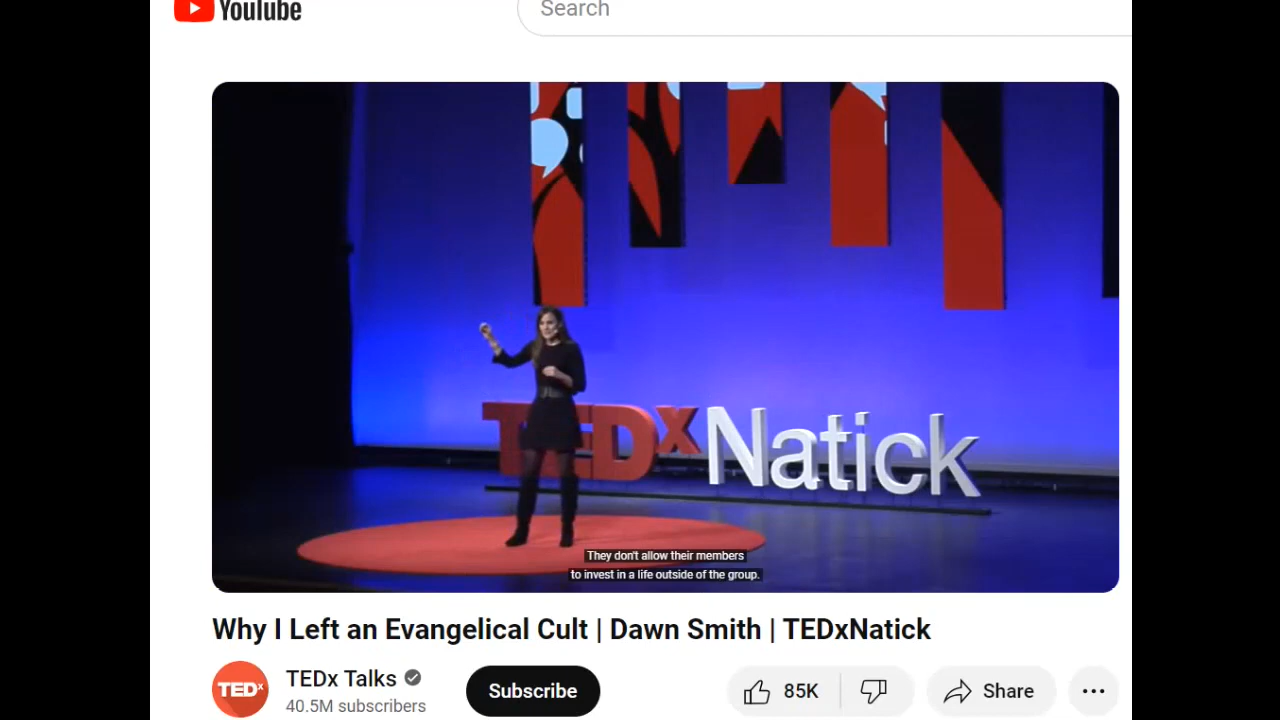 YouTube
Search
TEDxNatick
They don't allow their members
to invest in a life outside of the group.
Why I Left an Evangelical Cult | Dawn Smith | TEDxNatick
TEDx
TEDx Talks
40.5M subscribers
Subscribe
85K
Share